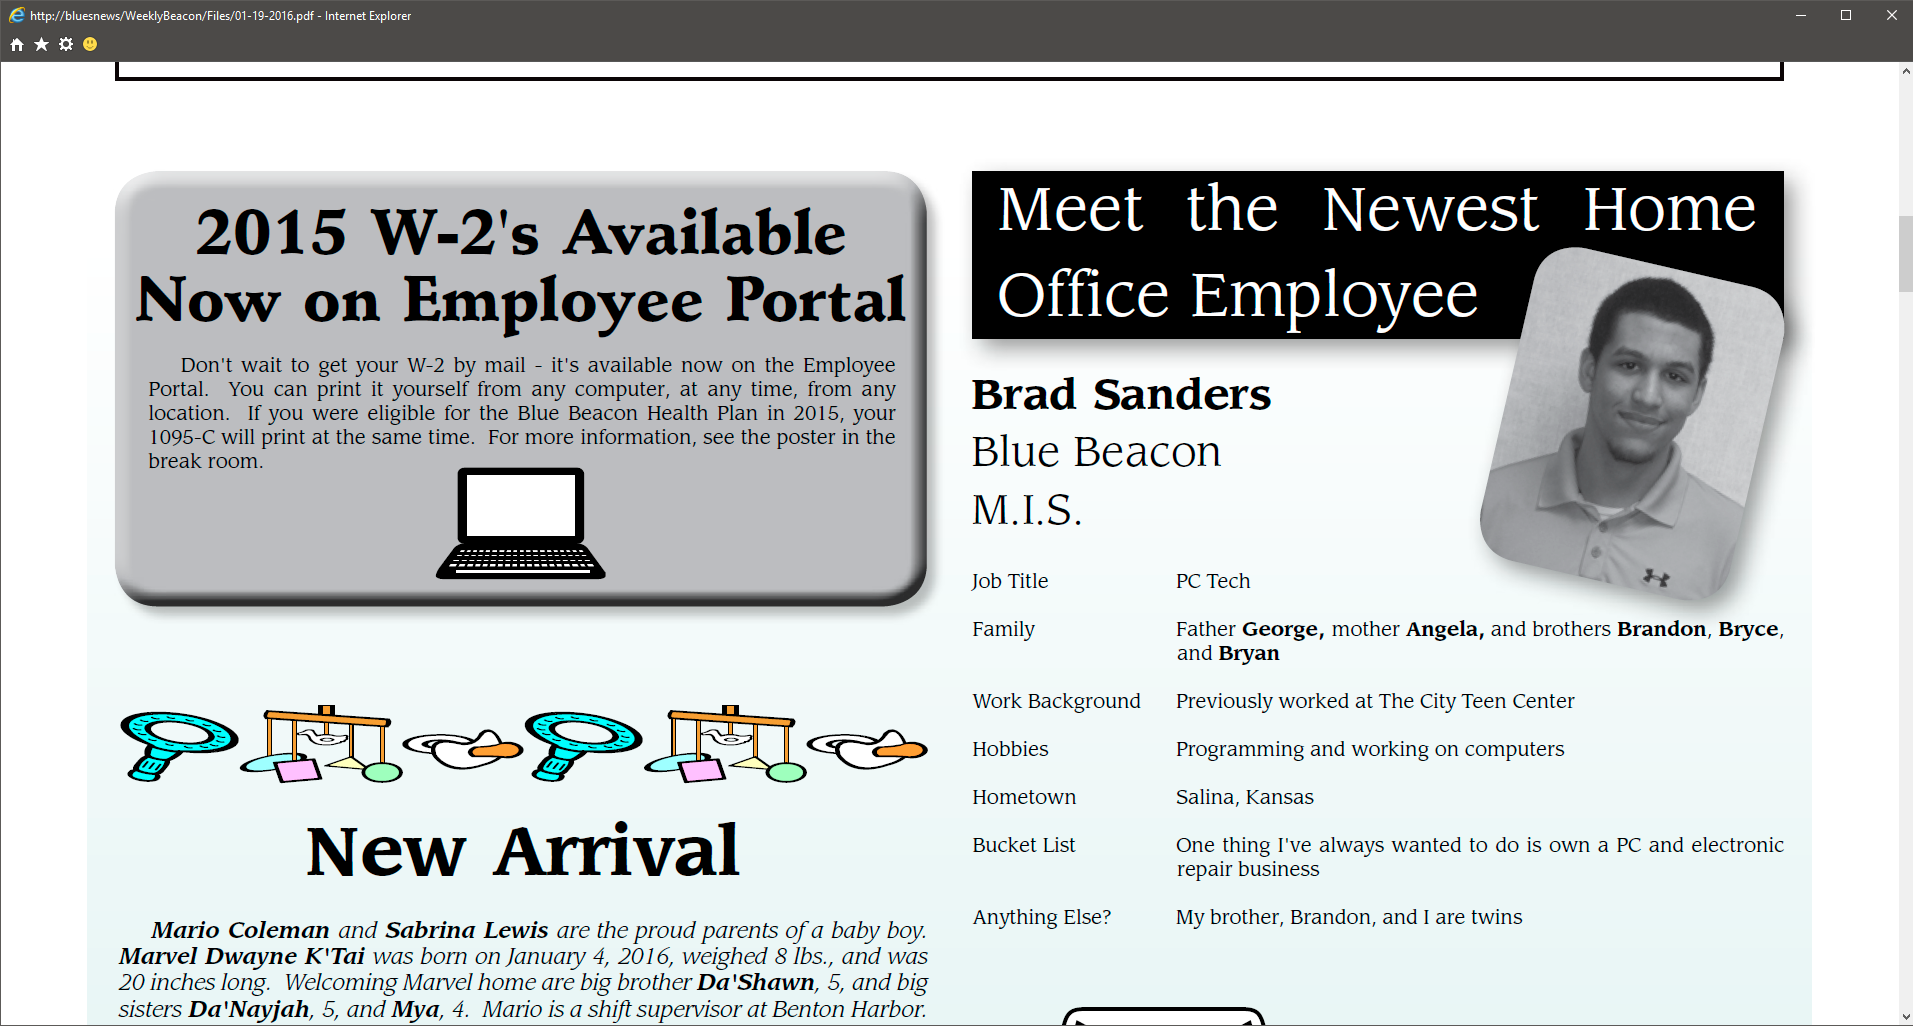 http://bluesnews/WeeklyBeacon/Files/01-19-2016.pdf - Internet Explorer
2015 W-2's Available
Now on Employee Portal
Don't wait to get your W-2 by mail - it's available now on the Employee
Portal.  You can print it yourself from any computer, at any time, from any
location.  If you were eligible for the Blue Beacon Health Plan in 2015, your
1095-C will print at the same time.  For more information, see the poster in the
break room.
New Arrival
Mario Coleman and Sabrina Lewis are the proud parents of a baby boy.
Marvel Dwayne K'Tai was born on January 4, 2016, weighed 8 lbs., and was
20 inches long.  Welcoming Marvel home are big brother Da'Shawn, 5, and big
sisters Da'Nayjah, 5, and Mya, 4.  Mario is a shift supervisor at Benton Harbor.
Meet the Newest Home
Office Employee
Brad Sanders
Blue Beacon
M.I.S.
Job Title PC Tech
Family Father George, mother Angela, and brothers Brandon, Bryce,
and Bryan
Work Background Previously worked at The City Teen Center
Hobbies Programming and working on computers
Hometown Salina, Kansas
Bucket List One thing I've always wanted to do is own a PC and electronic
repair business
Anything Else? My brother, Brandon, and I are twins